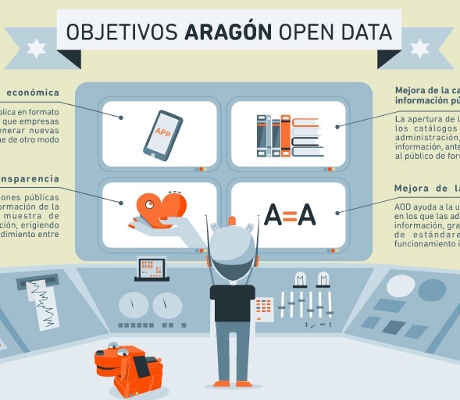 OBJETIVOS ARAGÓN OPEN DATA
económica
blica en formato
que empresas
enerar nuevas
ue de otro modo
nsparencia
ones públicas
formación de la
muestra de
ción, erigiendo
dimiento entre
APP
A=A
M M
Mejora de la ca
información pú
La apertura de l
los catálogos
administración,
información, ante
al público de for
Mejora de la
AOD ayuda a la u
en los que las ad
información, gra
de estándare
funcionamiento i